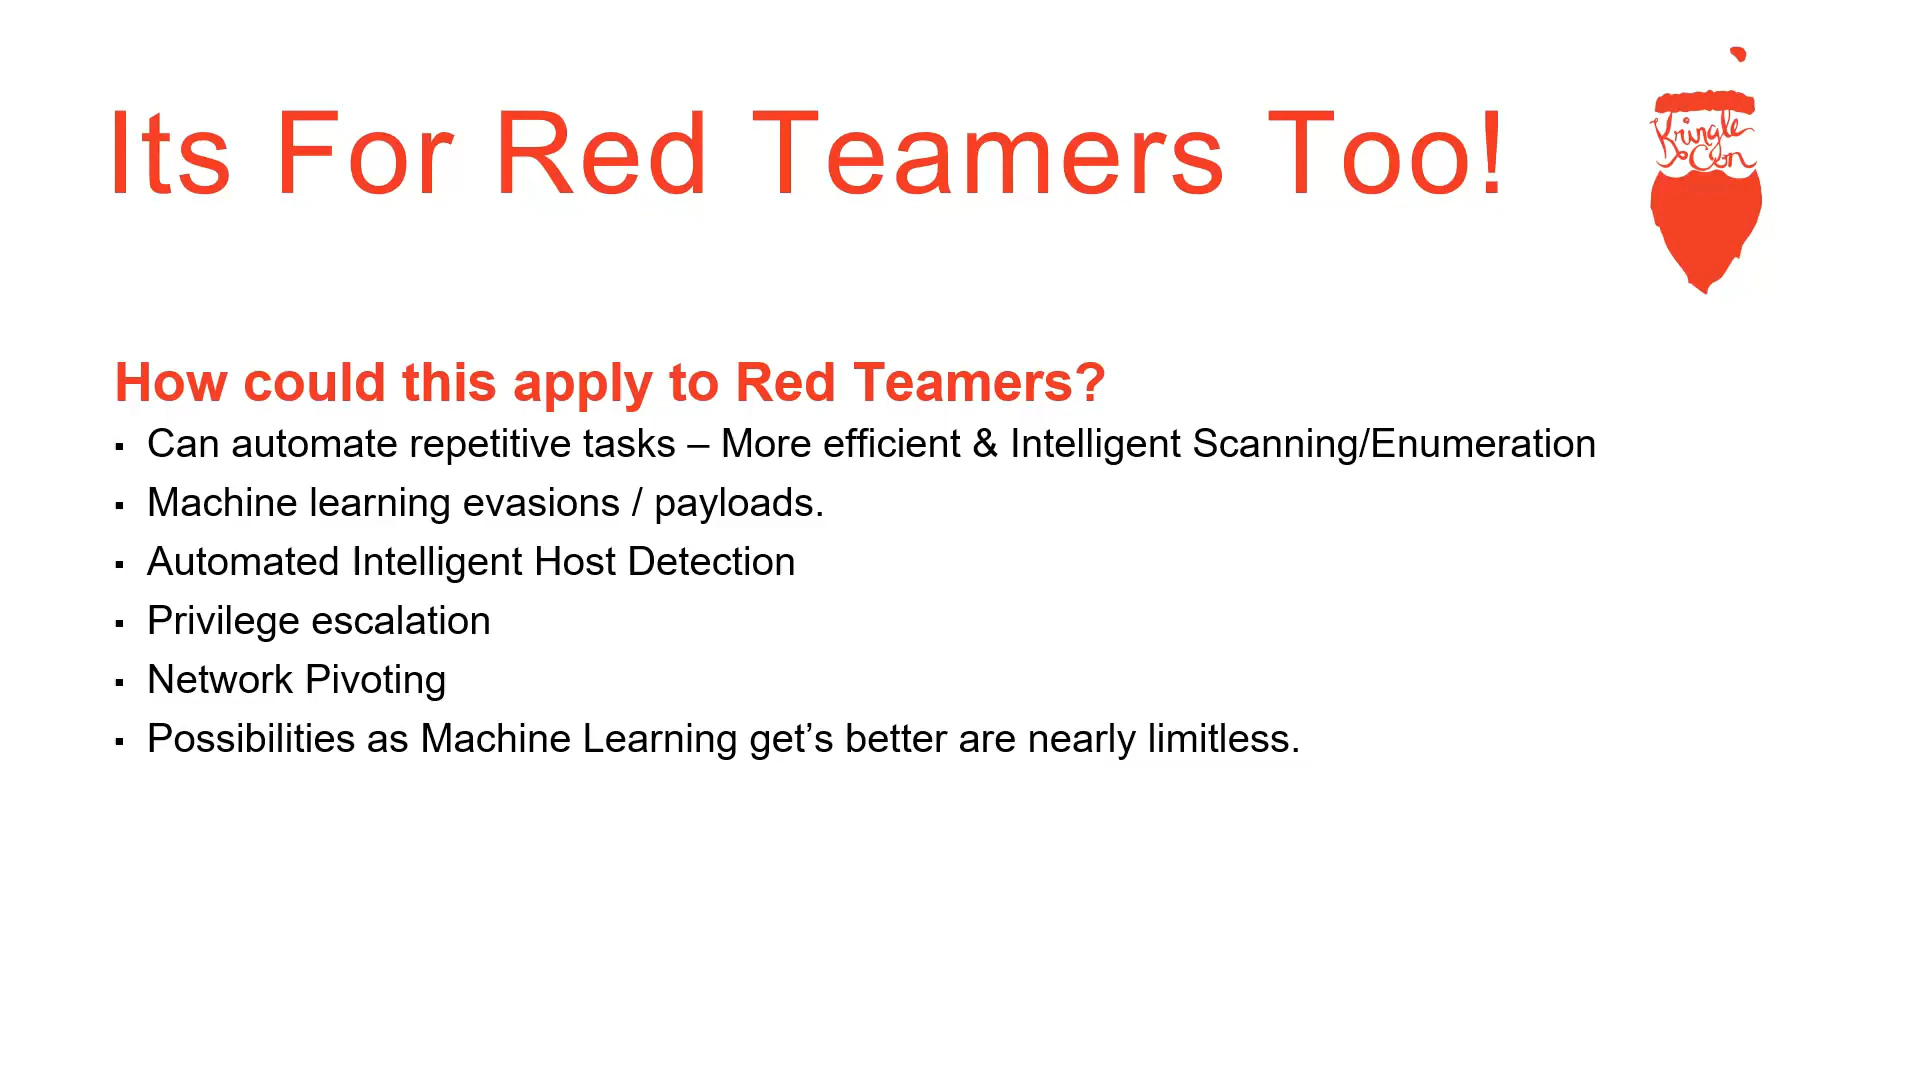 Its For Red Teamers Too!
Kringle
Con
How could this apply to Red Teamers?
▪ Can automate repetitive tasks – More efficient & Intelligent Scanning/Enumeration
▪ Machine learning evasions / payloads.
▪ Automated Intelligent Host Detection
▪ Privilege escalation
▪ Network Pivoting
▪ Possibilities as Machine Learning get’s better are nearly limitless.